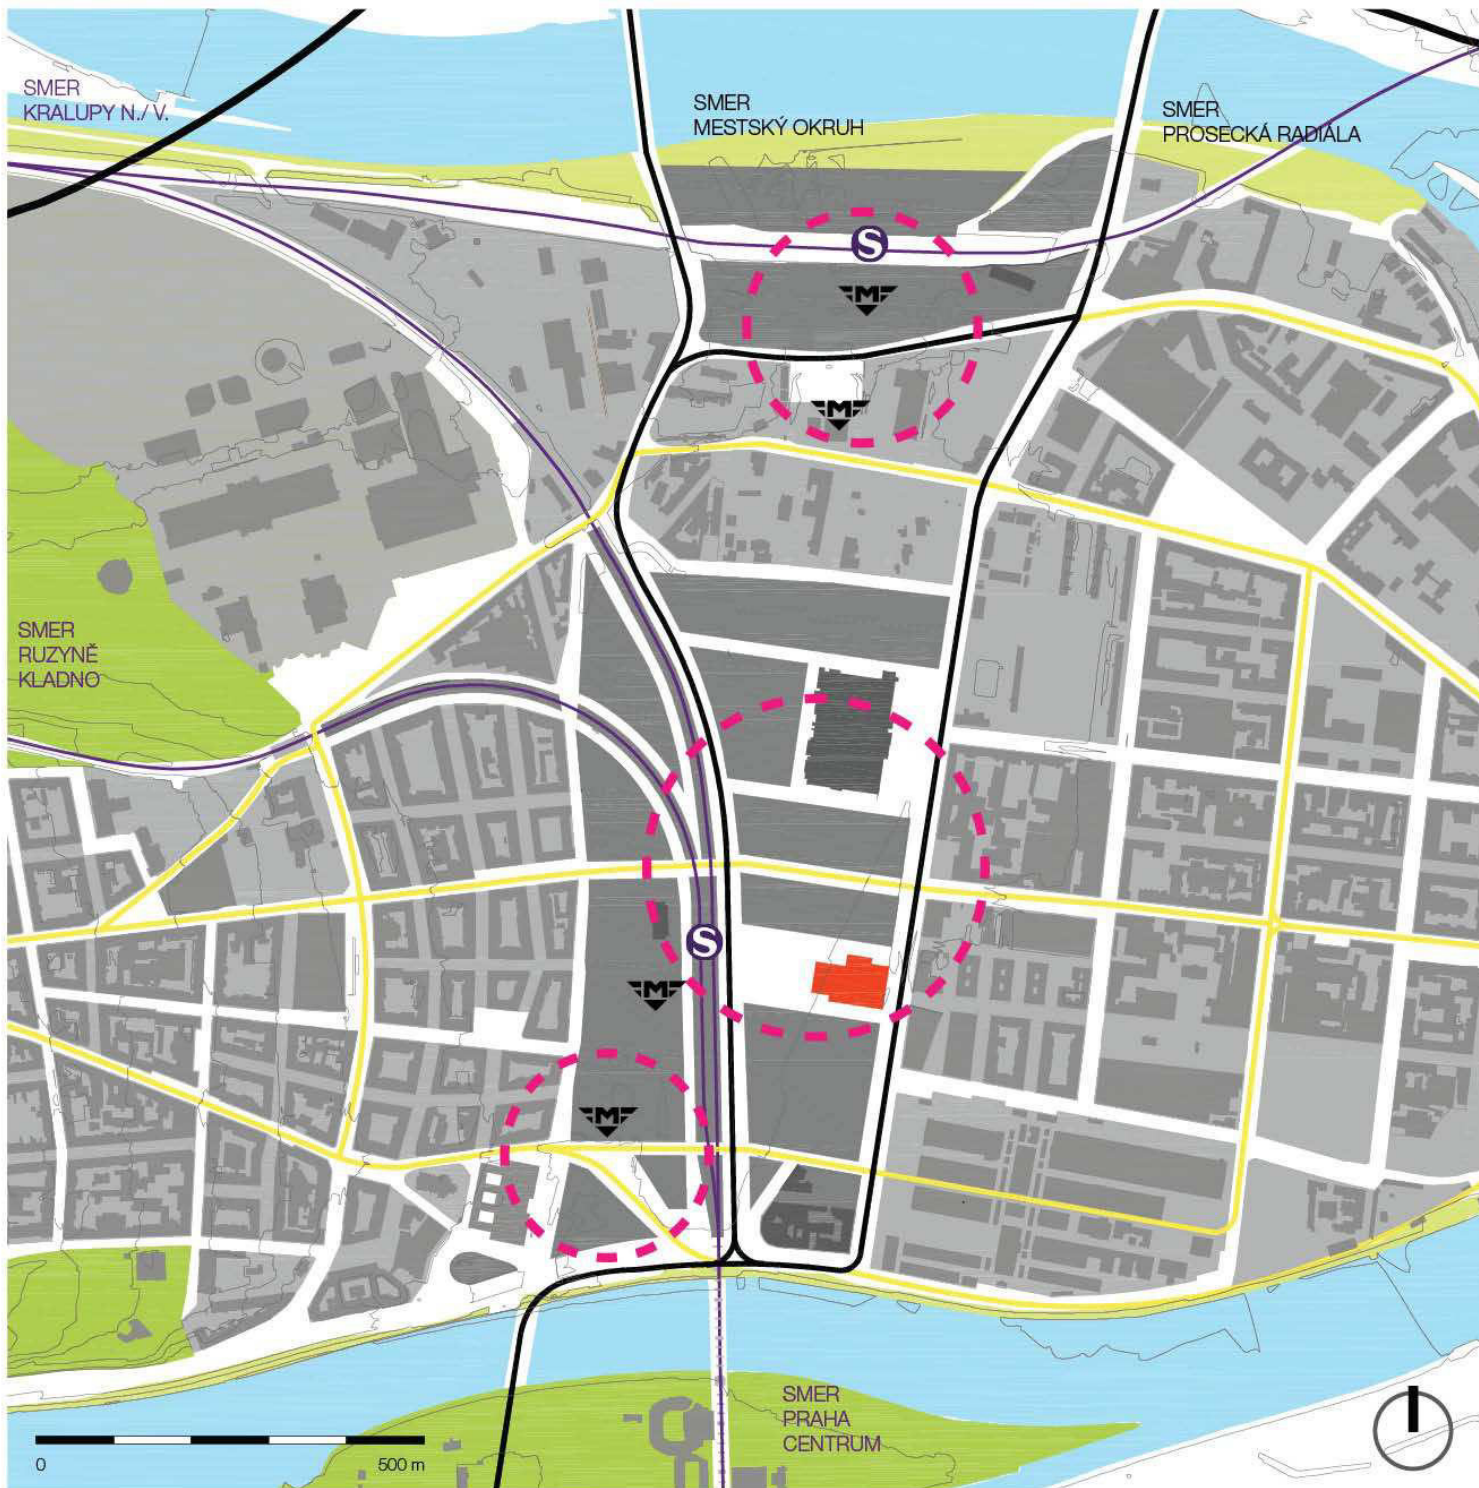 SMER
KRALUPY N./ V.
SMER
MESTSKÝ OKRUH
SMER
PROSECKÁ RADIÁLA
S
M
M
SMER
RUZYNĚ
KLADNO
S
M
M
SMER
PRAHA
CENTRUM
0
500 m